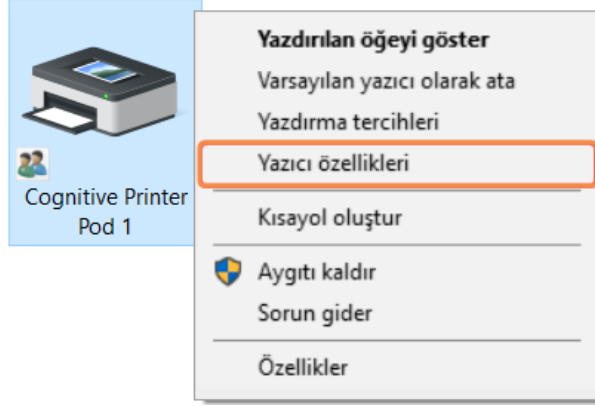 Cognitive Printer
Pod 1
Yazdırılan öğeyi göster
Varsayılan yazıcı olarak ata
Yazdırma tercihleri
Yazıcı özellikleri
Kısayol oluştur
Aygıtı kaldır
Sorun gider
Özellikler